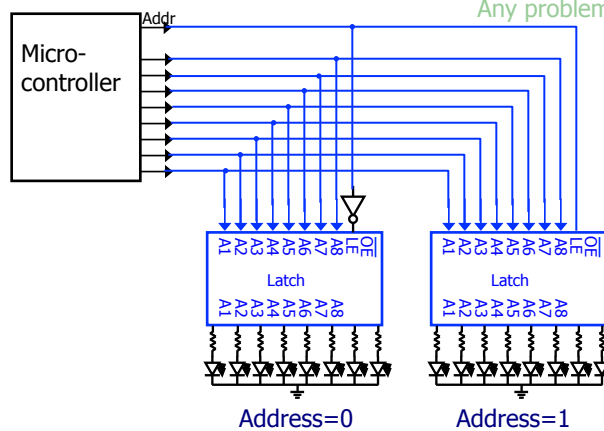 Any problem
Addr
Micro-
controller
A1 A2 A3 A4 A5 A6 A7 A8 LE OE
Latch
A1 A2 A3 A4 A5 A6 A7 A8
A1 A2 A3 A4 A5 A6 A7 A8 LE OE
Latch
A1 A2 A3 A4 A5 A6 A7 A8
Address=0
Address=1